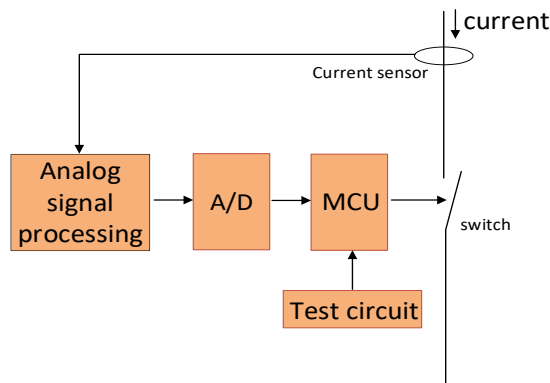 current
Current sensor
Analog
signal
processing
A/D
MCU
switch
Test circuit